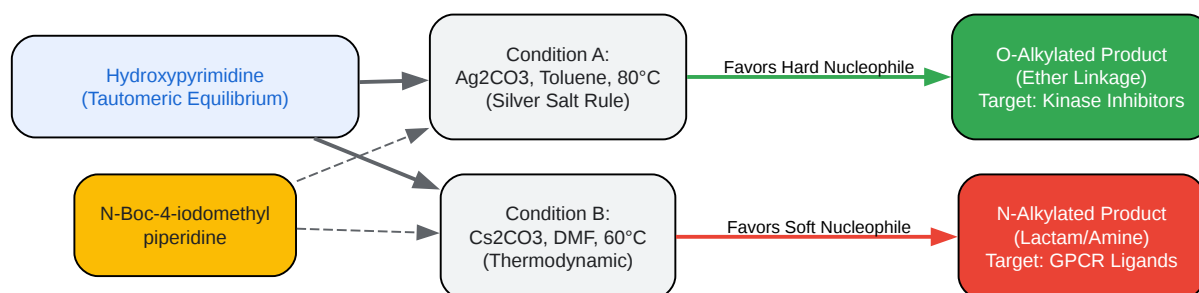 Hydroxypyrimidine
(Tautomeric Equilibrium)
N-Boc-4-iodomethyl
piperidine
Condition A:
Ag2CO3, Toluene, 80°C
(Silver Salt Rule)
Condition B:
Cs2CO3, DMF, 60°C
(Thermodynamic)
Favors Hard Nucleophile
Favors Soft Nucleophile
O-Alkylated Product
(Ether Linkage)
Target: Kinase Inhibitors
N-Alkylated Product
(Lactam/Amine)
Target: GPCR Ligands